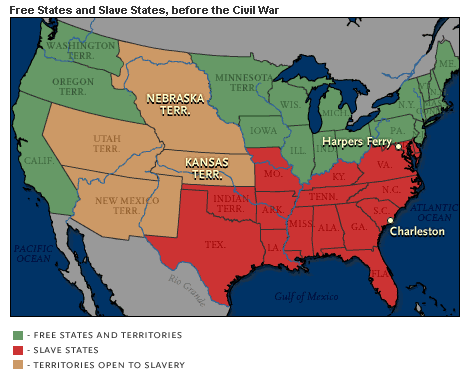 Free States and Slave States, before the Civil War
WASHINGTON
TERR.
OREGON
TERR.
CALIF.
NEBRASKA
TERR.
UTAH
TERR.
KANSAS
TERR.
NEW MEXICO
TERR.
MINNESOTA
TERR.
WIS.
IOWA
ILL.
IND.
MICH.
N.Y.
PA.
ME.
Harpers Ferry
MO.
KY.
VA.
INDIAN
TERR.
ARK.
TENN.
N.C.
S.C.
TEX.
LA.
MISS.
ALA.
GA.
FLA.
Charleston
ATLANTIC
OCEAN
PACIFIC
OCEAN
Rio Grande
Gulf of Mexico
- FREE STATES AND TERRITORIES
- SLAVE STATES
- TERRITORIES OPEN TO SLAVERY